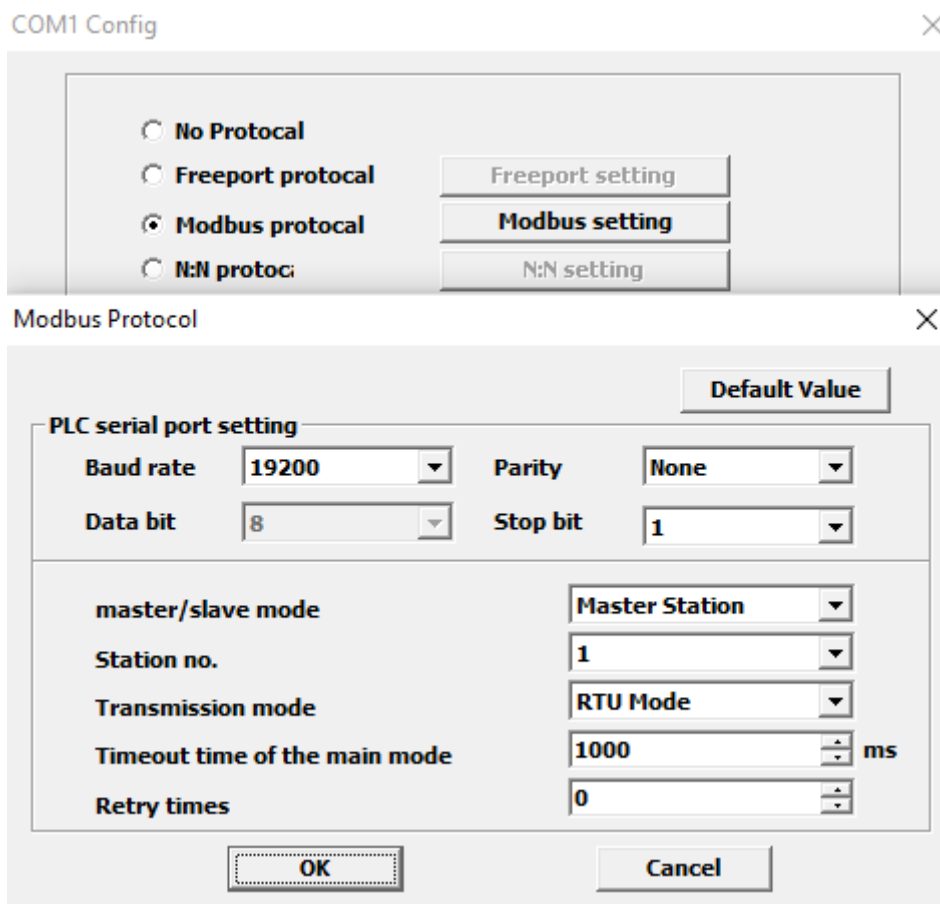 COM1 Config
No Protocal
Freeport protocal Freeport setting
Modbus protocal Modbus setting
N:N protoca N:N setting
Modbus Protocol
Default Value
PLC serial port setting
Baud rate 19200 Parity None
Data bit 8 Stop bit 1
master/slave mode Master Station
Station no. 1
Transmission mode RTU Mode
Timeout time of the main mode 1000 ms
Retry times 0
OK Cancel